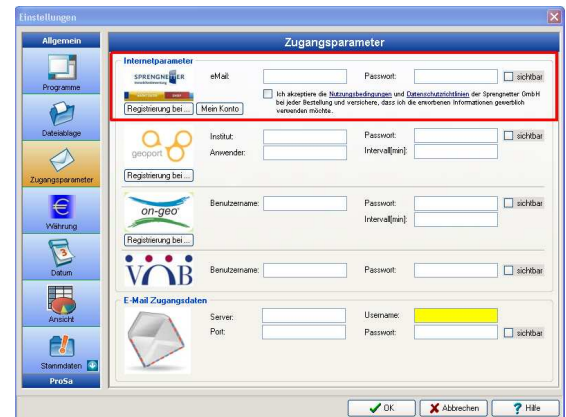 Einstellungen
Allgemein
Programme
Dateiablage
Zugangsparameter
Währung
Datum
Ansicht
Stammdaten
ProSa
Zugangsparameter
Internetparameter
SPRENGNETTER
eMail:
Passwort:
sichtbar
Ich akzeptiere die Nutzungsbedingungen und Datenschutzrichtlinien der Sprengnetter GmbH
bei jeder Bestellung und versichere, dass ich die erworbenen Informationen gewerblich
verwenden möchte.
Registrierung bei ...
Mein Konto
geoport
Institut:
Passwort:
sichtbar
Anwender:
Intervall[min]:
Registrierung bei ...
on-geo
Benutzername:
Passwort:
sichtbar
Intervall[min]:
Registrierung bei ...
VÖB
Benutzername:
Passwort:
sichtbar
E-Mail Zugangsdaten
Server:
Username:
Port:
Passwort:
sichtbar
OK
Abbrechen
Hilfe